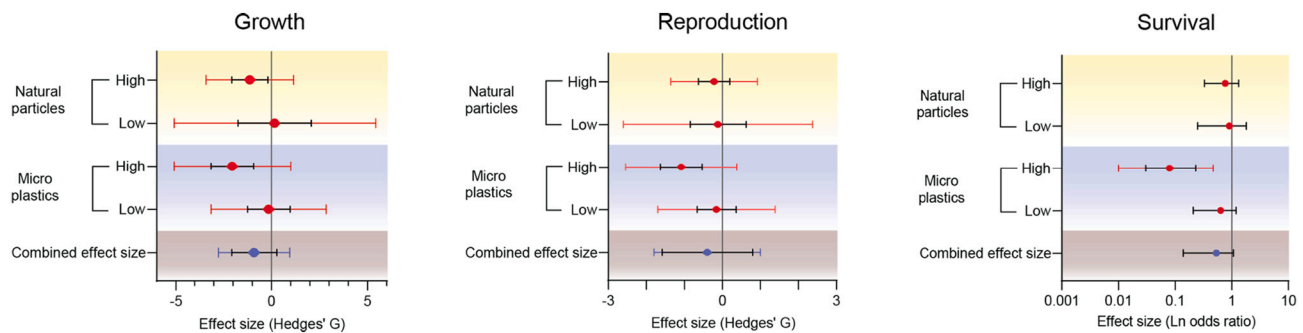 Growth
Natural
particles
High
Low
Micro
plastics
High
Low
Combined effect size
-5
0
5
Effect size (Hedges' G)
Reproduction
Natural
particles
High
Low
Micro
plastics
High
Low
Combined effect size
-3
0
3
Effect size (Hedges' G)
Survival
Natural
particles
High
Low
Micro
plastics
High
Low
Combined effect size
0.001
0.01
0.1
1
10
Effect size (Ln odds ratio)